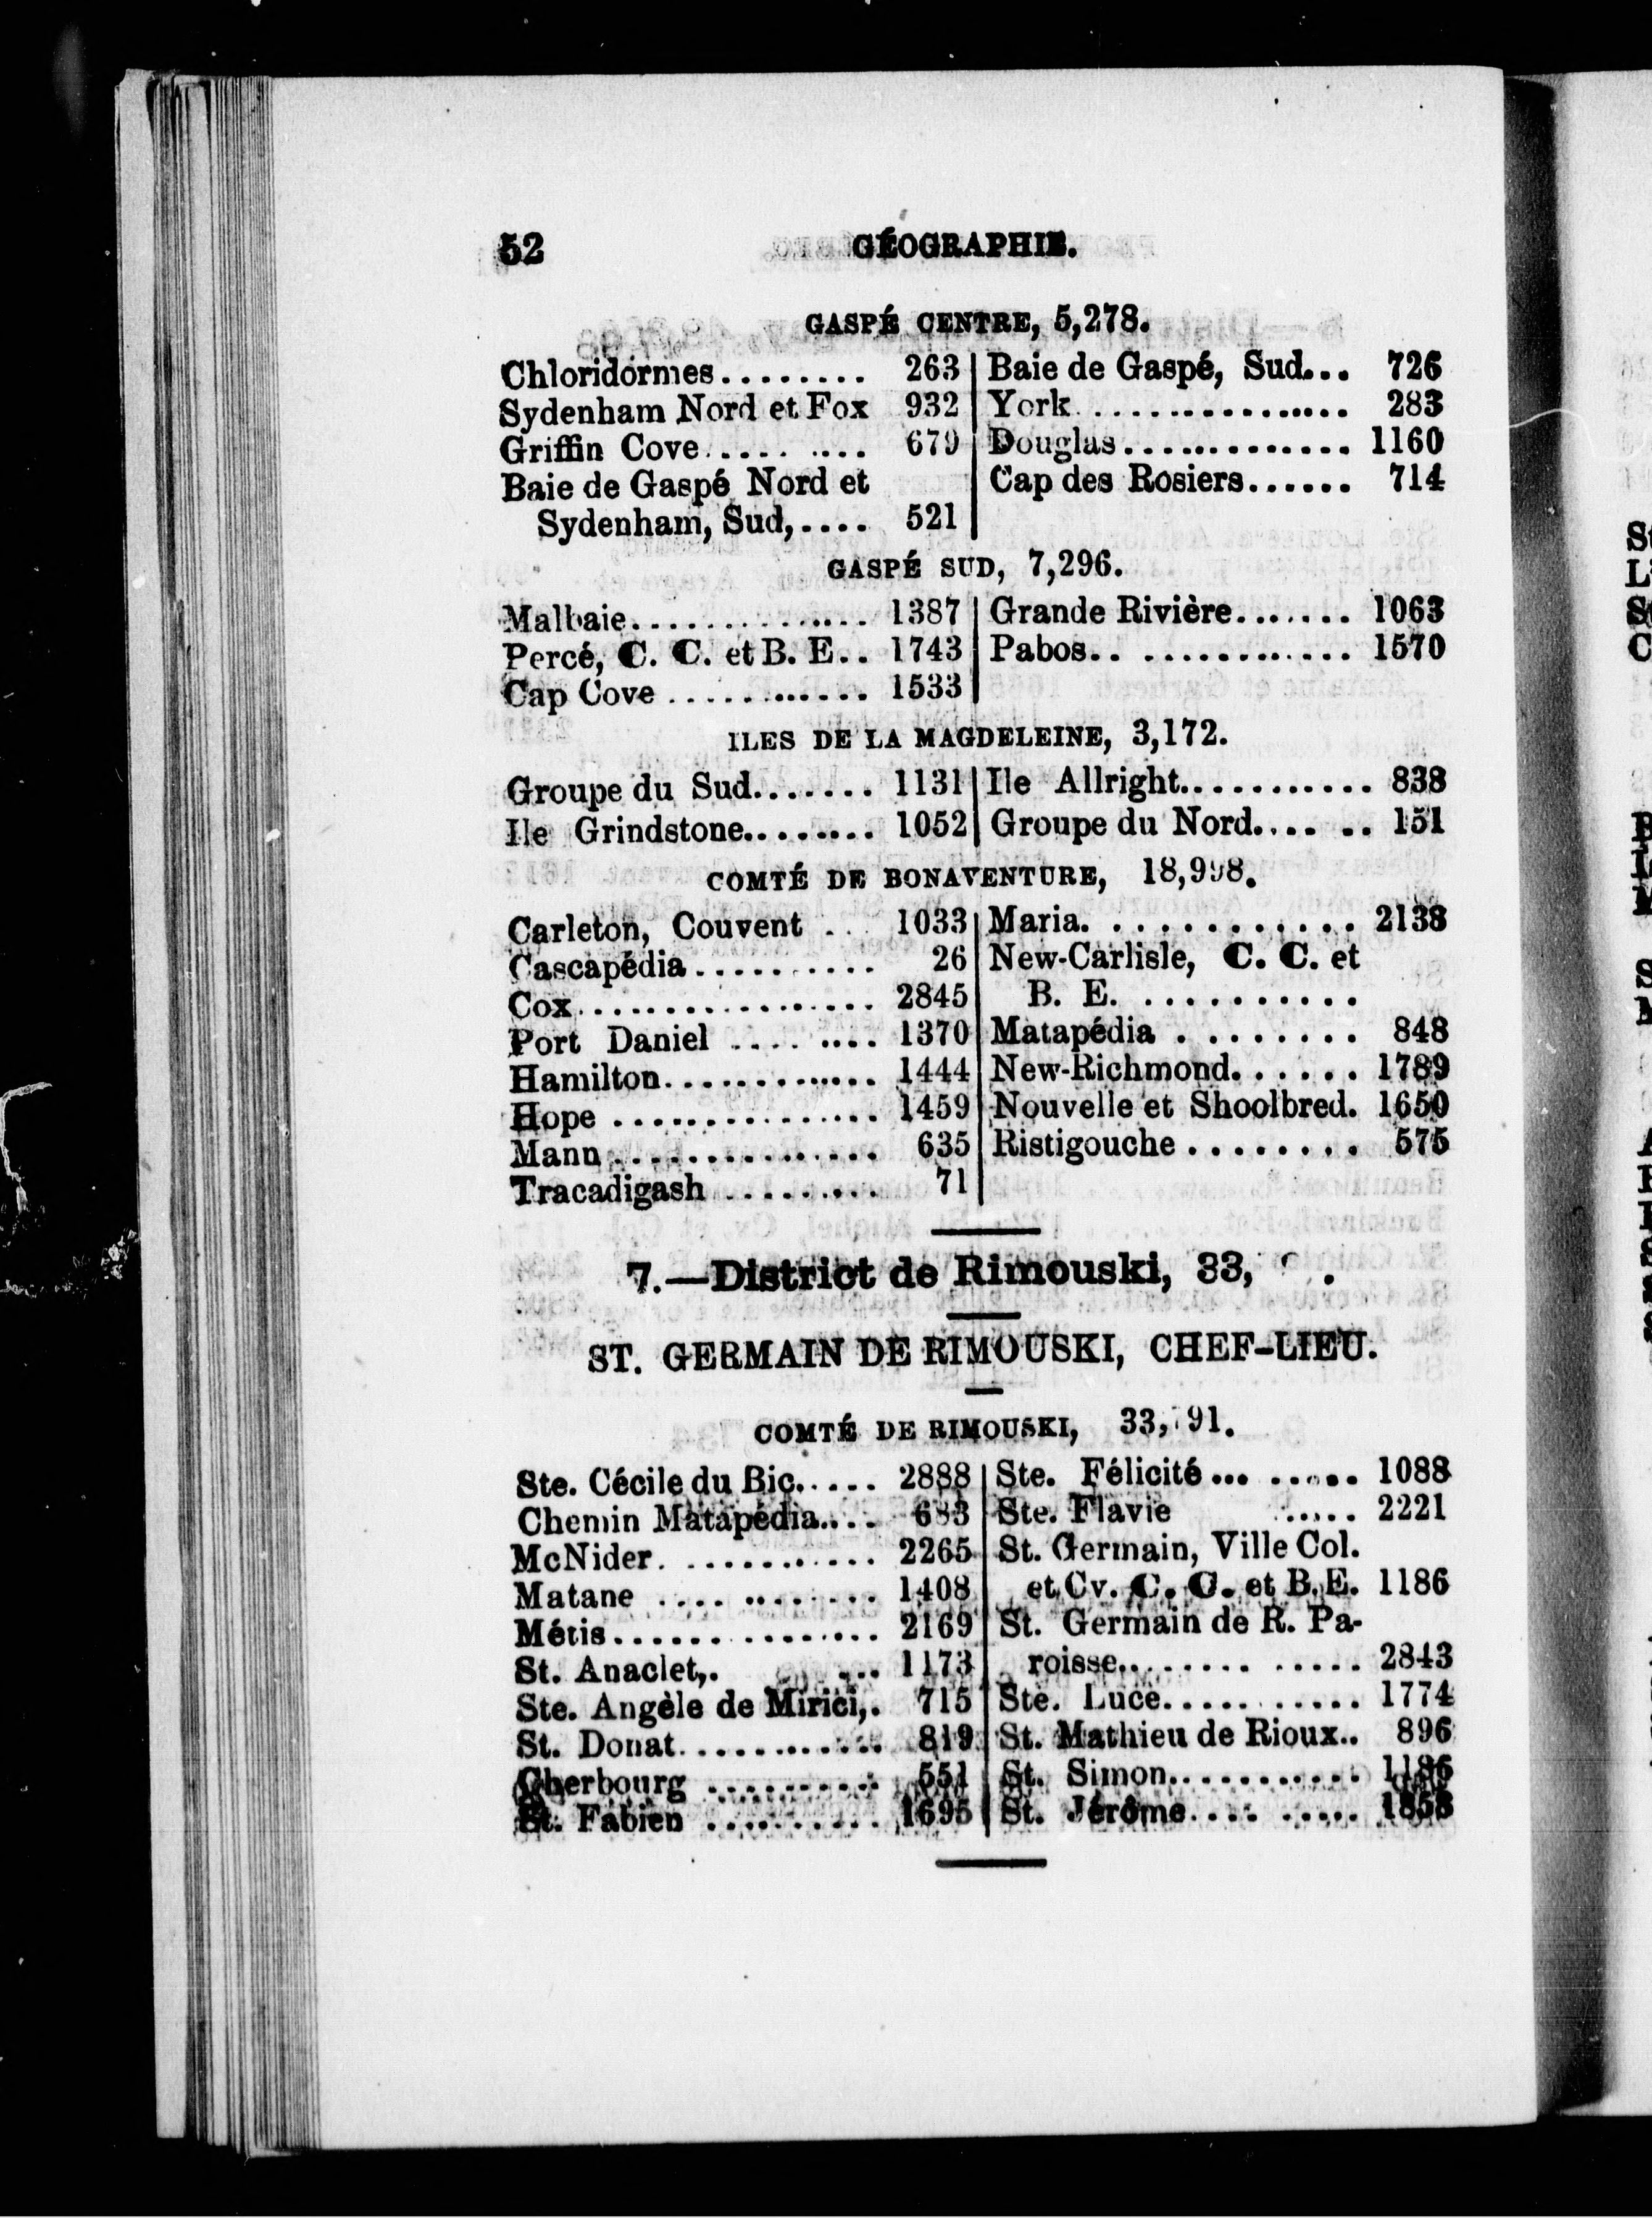 52 GÉOGRAPHIE.
GASPÉ CENTRE, 5,278.
Chloridormes........ 263
Sydenham Nord et Fox 932
Griffin Cove..... .... 679
Baie de Gaspé Nord et
Sydenham, Sud,.... 521
Baie de Gaspé, Sud... 726
York............... 283
Douglas............. 1160
Cap des Rosiers...... 714
GASPÉ SUD, 7,296.
Malbaie............. 1387
Percé, C. C. et B. E.. 1743
Cap Cove ........... 1533
Grande Rivière....... 1063
Pabos.. ........... 1570
ILES DE LA MAGDELEINE, 3,172.
Groupe du Sud....... 1131
Ile Grindstone........ 1052
Ile Allright........... 838
Groupe du Nord.... .. 151
COMTÉ DE BONAVENTURE,
Carleton, Couvent ... 1033
Cascapédia.......... 26
Cox................ 2845
Port Daniel .... .... 1370
Hamilton............ 1444
Hope .............. 1459
Mann.............. 635
Tracadigash ......... 71
Maria. ........... 2138
New-Carlisle, C. C. et
B. E. ..........
Matapédia ........ 848
New-Richmond...... 1789
Nouvelle et Shoolbred. 1650
Ristigouche ........ 575
7.—District de Rimouski, 33,
ST. GERMAIN DE RIMOUSKI, CHEF-LIEU.
COMTÉ DE RIMOUSKI, 33, 91.
Ste. Cécile du Bic..... 2888
Chemin Matapédia.... 683
McNider. .......... 2265
Matane .... ....... 1408
Métis.............. 2169
St. Anaclet,. ... 1173
Ste. Angèle de Mirici,. 715
St. Donat........... 819
Cherbourg ......... 551
St. Fabien ......... 1695
Ste. Félicité... ..... 1088
Ste. Flavie ..... 2221
St. Germain, Ville Col.
et Cv. C. C. et B. E. 1186
St. Germain de R. Pa-
roisse........ ..... 2843
Ste. Luce........... 1774
St. Mathieu de Rioux.. 896
St. Simon........... 1186
St. Jérôme.... .....